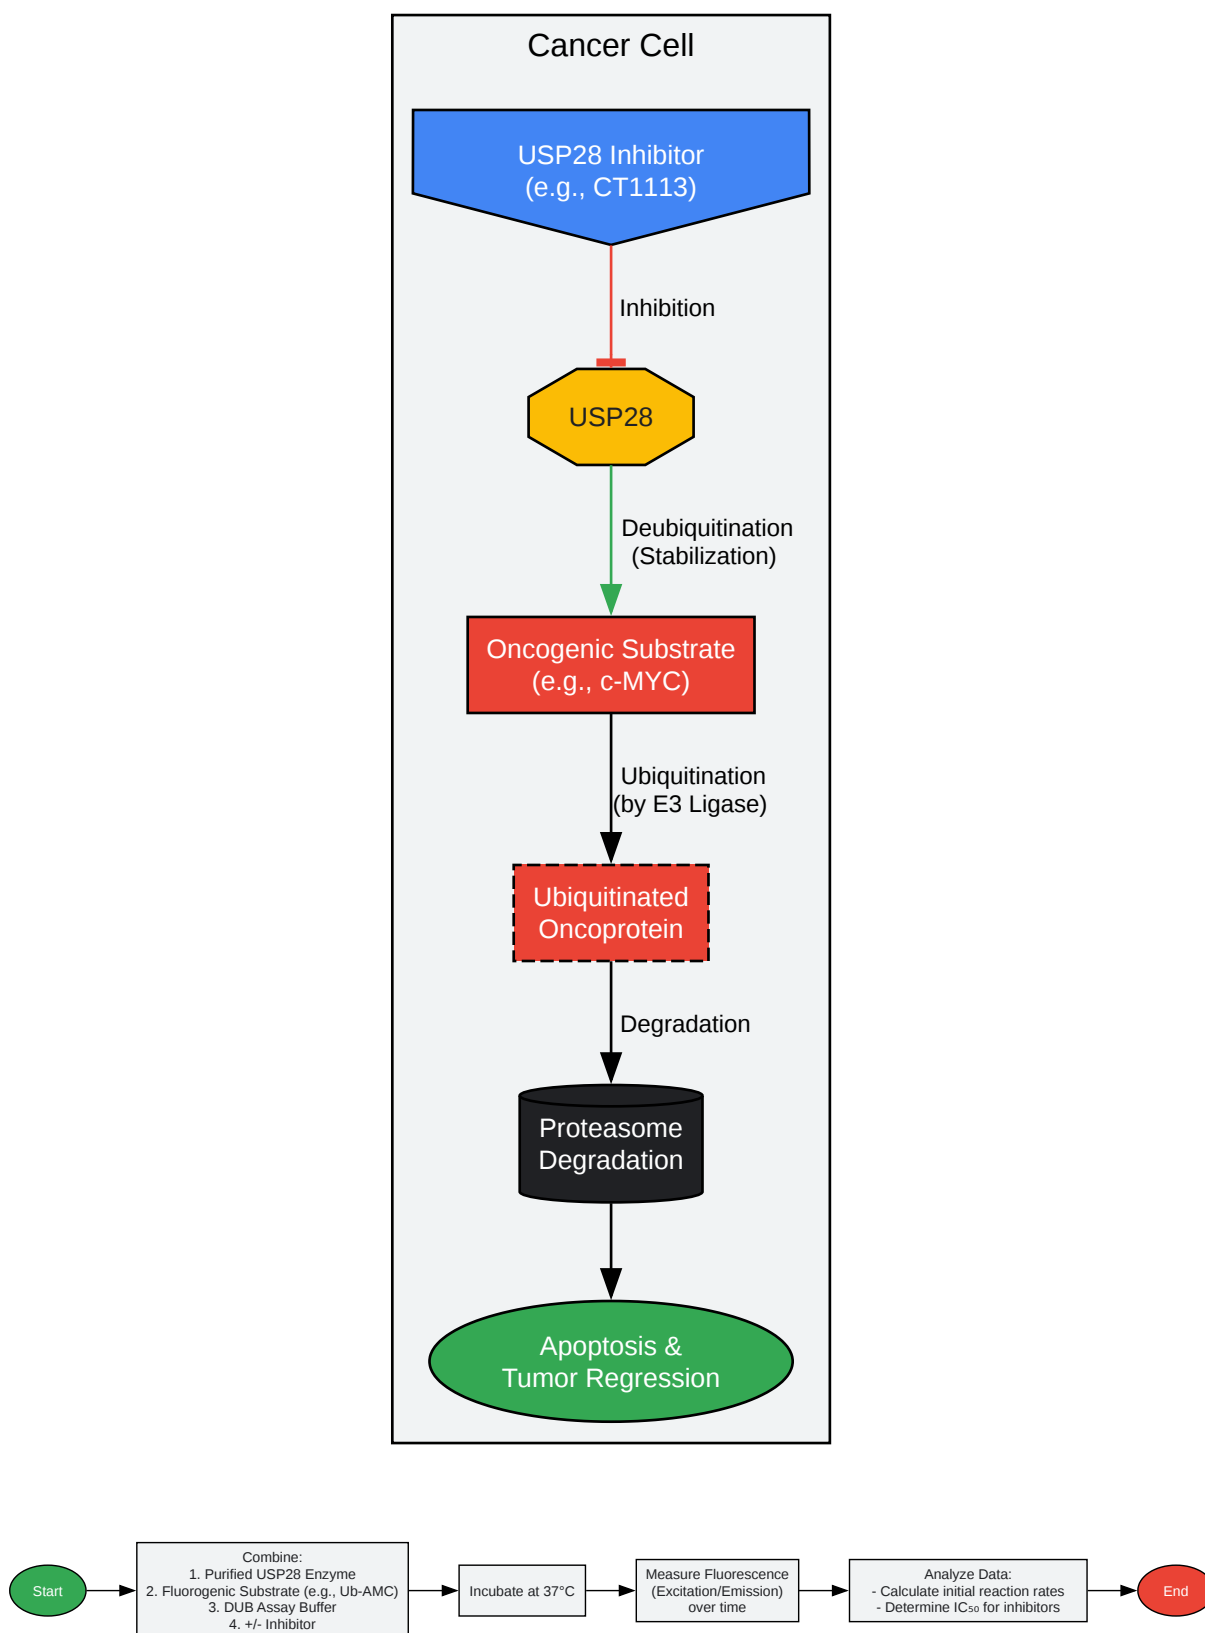 Cancer Cell
USP28 Inhibitor
(e.g., CT1113)
Inhibition
USP28
Deubiquitination
(Stabilization)
Oncogenic Substrate
(e.g., c-MYC)
Ubiquitination
(by E3 Ligase)
Ubiquitinated
Oncoprotein
Degradation
Proteasome
Degradation
Apoptosis &
Tumor Regression
Start
Combine:
1. Purified USP28 Enzyme
2. Fluorogenic Substrate (e.g., Ub-AMC)
3. DUB Assay Buffer
4. +/- Inhibitor
Incubate at 37°C
Measure Fluorescence
(Excitation/Emission)
over time
Analyze Data:
- Calculate initial reaction rates
- Determine IC₅₀ for inhibitors
End